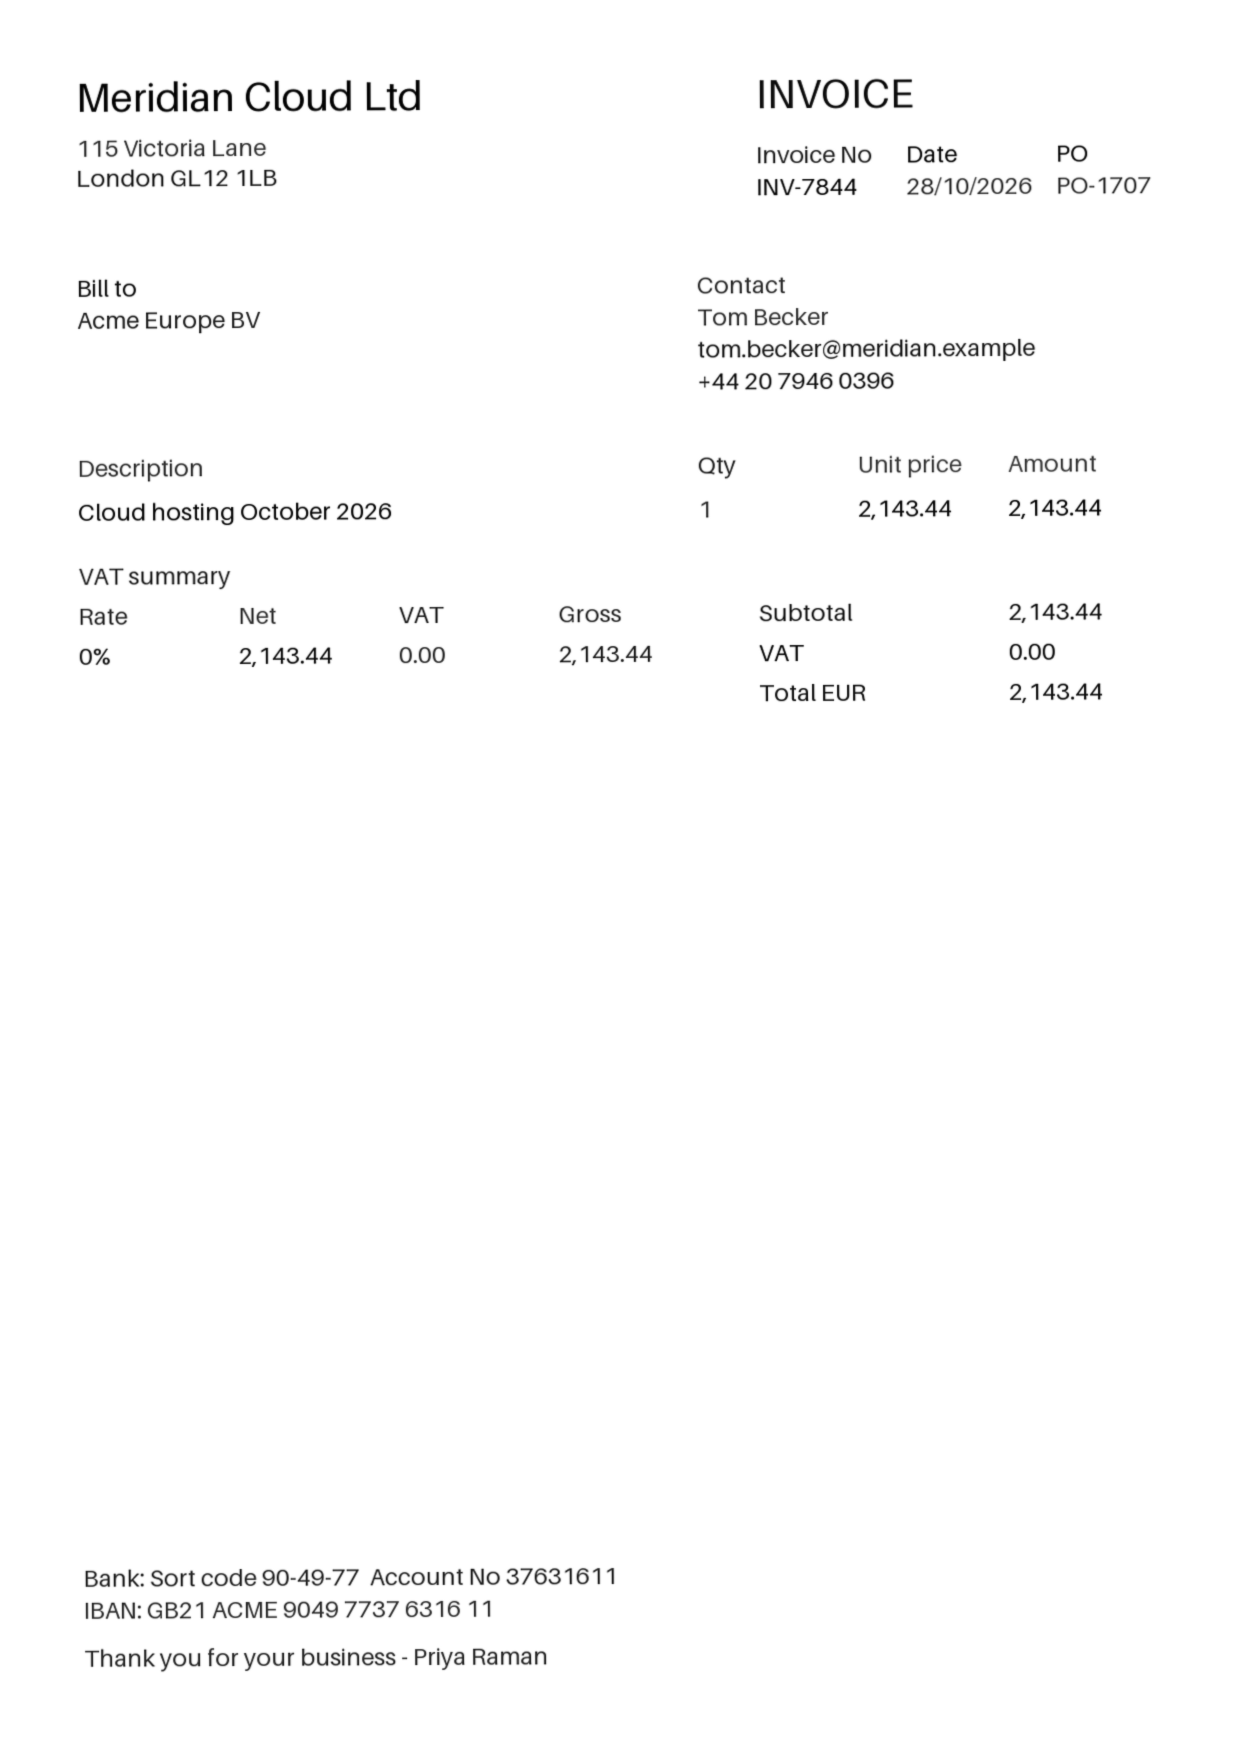 Meridian Cloud Ltd
115 Victoria Lane
London GL12 1LB
INVOICE
Invoice No Date PO
INV-7844 28/10/2026 PO-1707
Bill to
Acme Europe BV
Contact
Tom Becker
tom.becker@meridian.example
+44 20 7946 0396
Description Qty Unit price Amount
Cloud hosting October 2026 1 2,143.44 2,143.44
VAT summary
Rate Net VAT Gross
0% 2,143.44 0.00 2,143.44
Subtotal 2,143.44
VAT 0.00
Total EUR 2,143.44
Bank: Sort code 90-49-77 Account No 37631611
IBAN: GB21 ACME 9049 7737 6316 11
Thank you for your business - Priya Raman